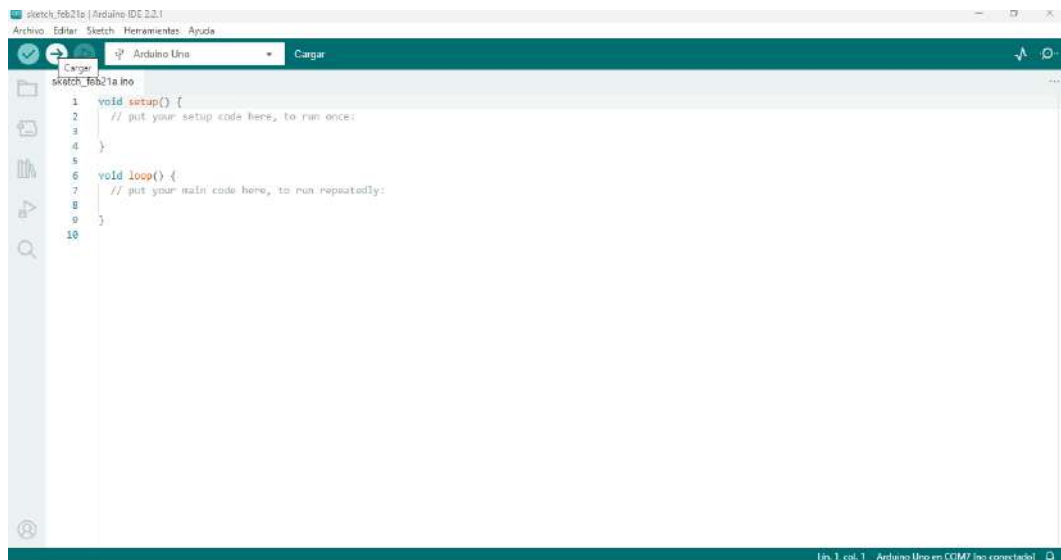 sketch_feb21a | Arduino IDE 2.2.1
Archivo Editar Sketch Herramientas Ayuda
Arduino Uno
Cargar
Cargar
sketch_feb21a.ino
1 void setup() {
2 // put your setup code here, to run once:
3
4 }
5
6 void loop() {
7 // put your main code here, to run repeatedly:
8
9 }
10
Lín. 1, col. 1 Arduino Uno en COM7 [no conectado]